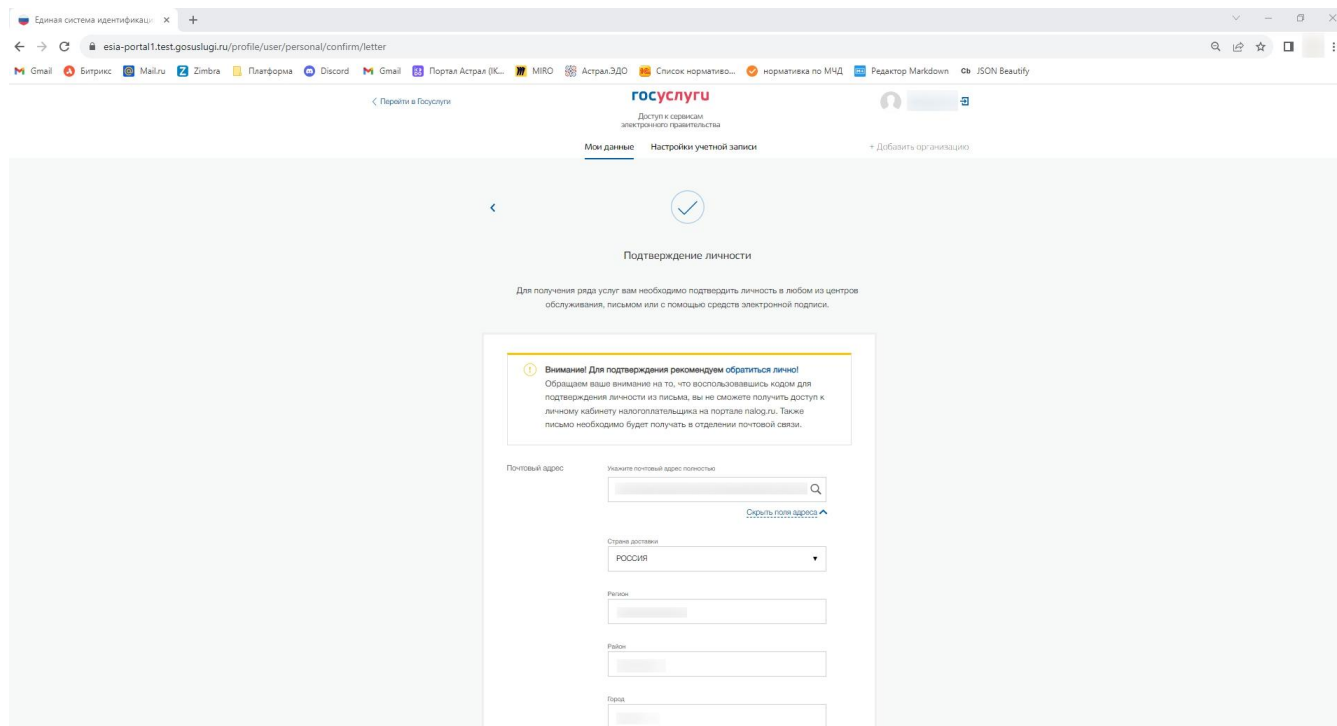 Единая система идентификаци
esia-portal1.test.gosuslugi.ru/profile/user/personal/confirm/letter
Gmail Битрикс Mail.ru Zimbra Платформа Discord Gmail Портал Астрал (IK... MIRO Астрал.ЭДО Список нормативо... нормативка по МЧД Редактор Markdown Cb JSON Beautify
Перейти в Госуслуги
госуслуги
Доступ к сервисам
электронного правительства
Мои данные Настройки учетной записи + Добавить организацию
Подтверждение личности
Для получения ряда услуг вам необходимо подтвердить личность в любом из центров
обслуживания, письмом или с помощью средств электронной подписи.
Внимание! Для подтверждения рекомендуем обратиться лично!
Обращаем ваше внимание на то, что воспользовавшись кодом для
подтверждения личности из письма, вы не сможете получить доступ к
личному кабинету налогоплательщика на портале nalog.ru. Также
письмо необходимо будет получать в отделении почтовой связи.
Почтовый адрес
Укажите почтовый адрес полностью
Скрыть поля адреса
Страна доставки
РОССИЯ
Регион
Район
Город